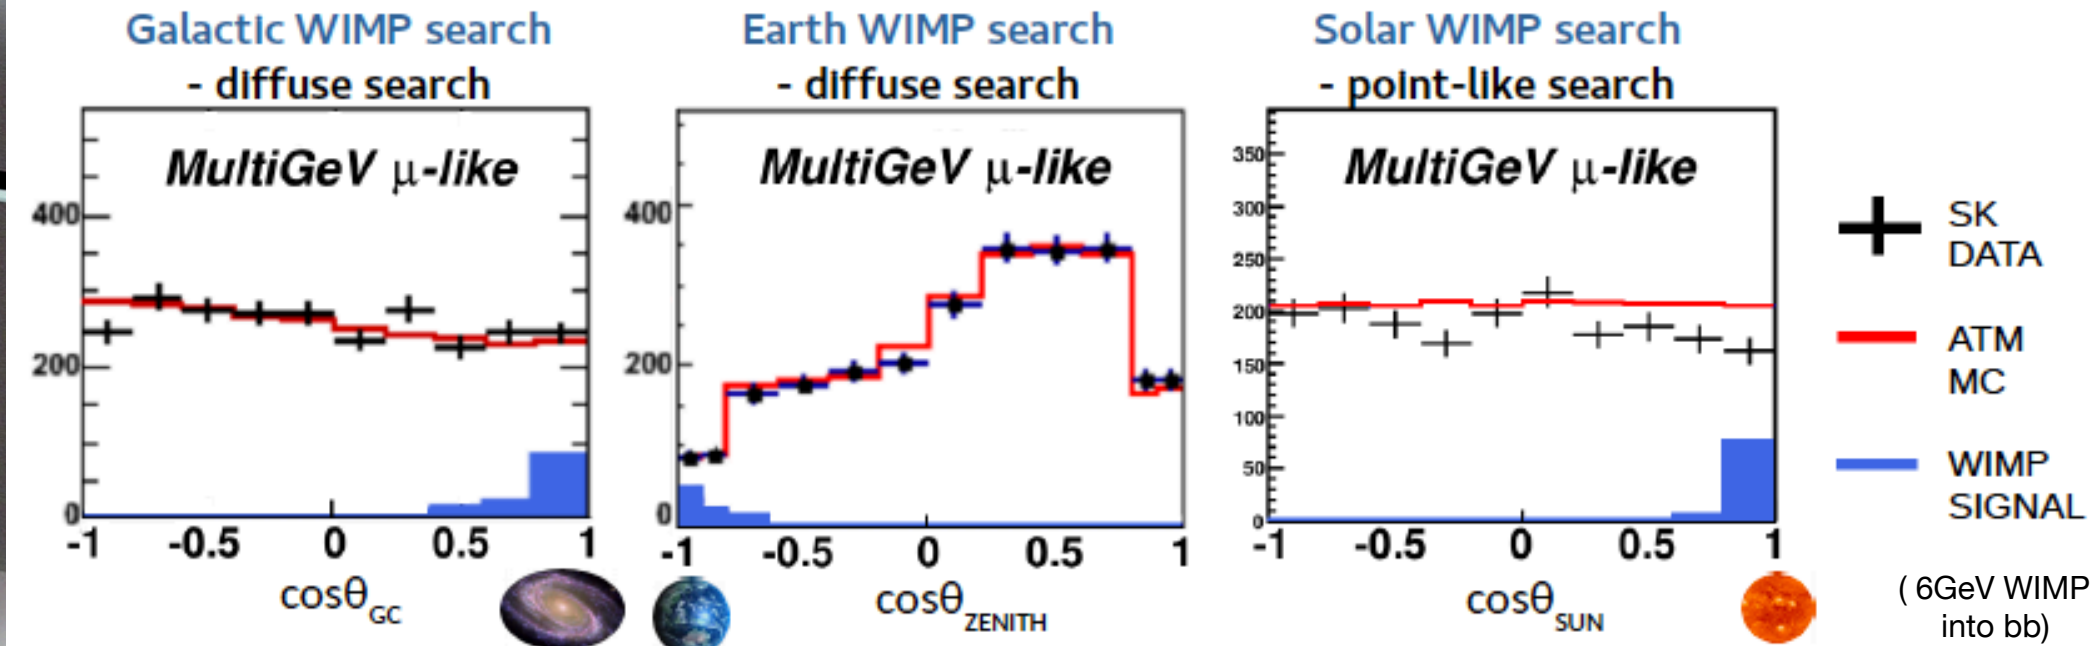 Galactic WIMP search
- diffuse search
MultiGeV μ-like
400
200
0
-1 -0.5 0 0.5 1
cosθGC
Earth WIMP search
- diffuse search
MultiGeV μ-like
400
200
0
-1 -0.5 0 0.5 1
cosθZENITH
Solar WIMP search
- point-like search
MultiGeV μ-like
350
300
250
200
150
100
50
0
-1 -0.5 0 0.5 1
cosθSUN
SK
DATA
ATM
MC
WIMP
SIGNAL
( 6GeV WIMP
into bb)